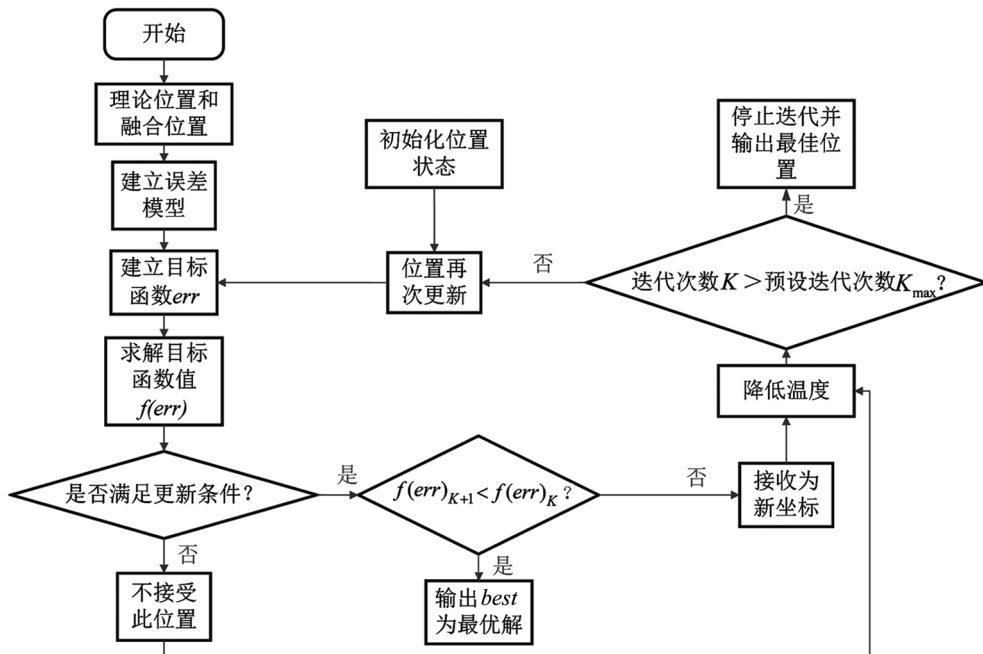 开始
理论位置和
融合位置
建立误差
模型
建立目标
函数err
求解目标
函数值
f(err)
是否满足更新条件？
是
否
不接受
此位置
f(err)K+1 < f(err)K？
是
输出best
为最优解
否
接收为
新坐标
降低温度
迭代次数K＞预设迭代次数Kmax？
是
停止迭代并
输出最佳位
置
否
位置再
次更新
初始化位置
状态